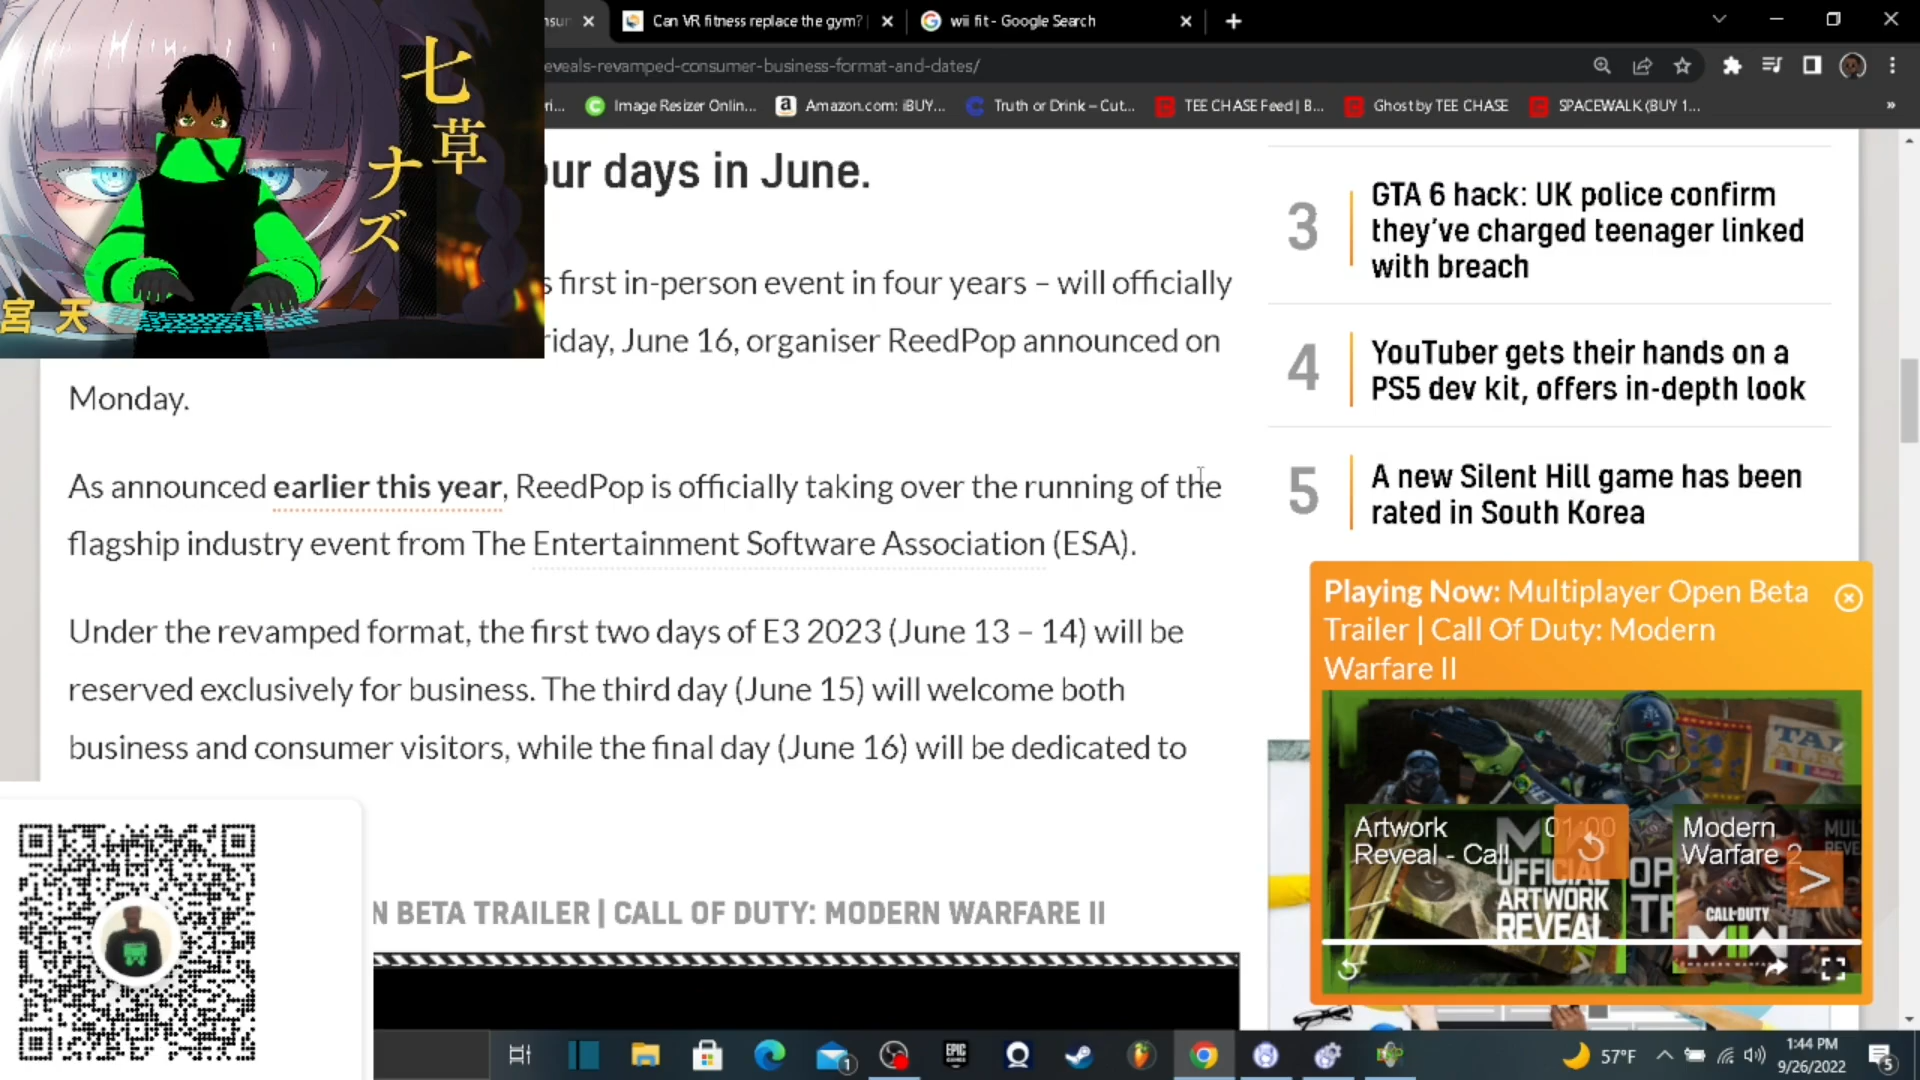 nsur
Can VR fitness replace the gym? |
wii fit - Google Search
eveals-revamped-consumer-business-format-and-dates/
ri...
Image Resizer Onlin...
Amazon.com: iBUY...
Truth or Drink – Cut...
TEE CHASE Feed | B...
Ghost by TEE CHASE
SPACEWALK (BUY 1...
»
七草
ナズ
宮 天
our days in June.
s first in-person event in four years – will officially
riday, June 16, organiser ReedPop announced on
Monday.
As announced earlier this year, ReedPop is officially taking over the running of the
flagship industry event from The Entertainment Software Association (ESA).
Under the revamped format, the first two days of E3 2023 (June 13 – 14) will be
reserved exclusively for business. The third day (June 15) will welcome both
business and consumer visitors, while the final day (June 16) will be dedicated to
N BETA TRAILER | CALL OF DUTY: MODERN WARFARE II
3
GTA 6 hack: UK police confirm
they've charged teenager linked
with breach
4
YouTuber gets their hands on a
PS5 dev kit, offers in-depth look
5
A new Silent Hill game has been
rated in South Korea
Playing Now: Multiplayer Open Beta
Trailer | Call Of Duty: Modern
Warfare II
Artwork
Reveal - Call
01:00
OFFICIAL
ARTWORK
REVEAL
Modern
Warfare 2
CALL·DUTY
MWII
EPIC
GAMES
1
57°F
1:44 PM
9/26/2022
5